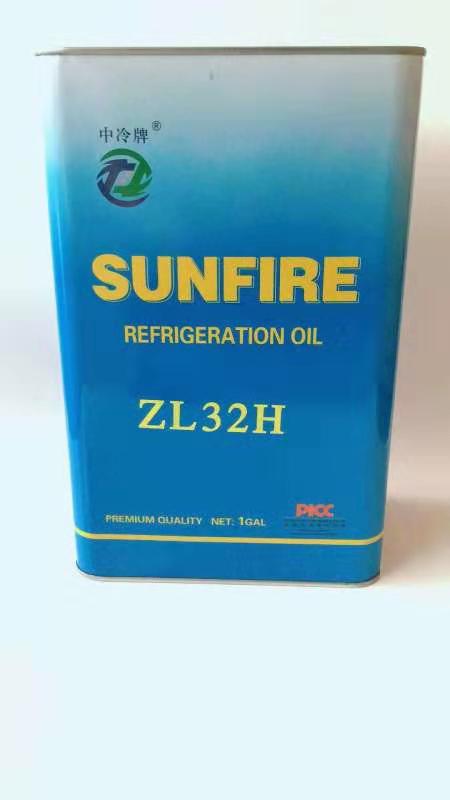 中冷牌®
SUNFIRE
REFRIGERATION OIL
ZL32H
PREMIUM QUALITY NET: 1GAL
PICC